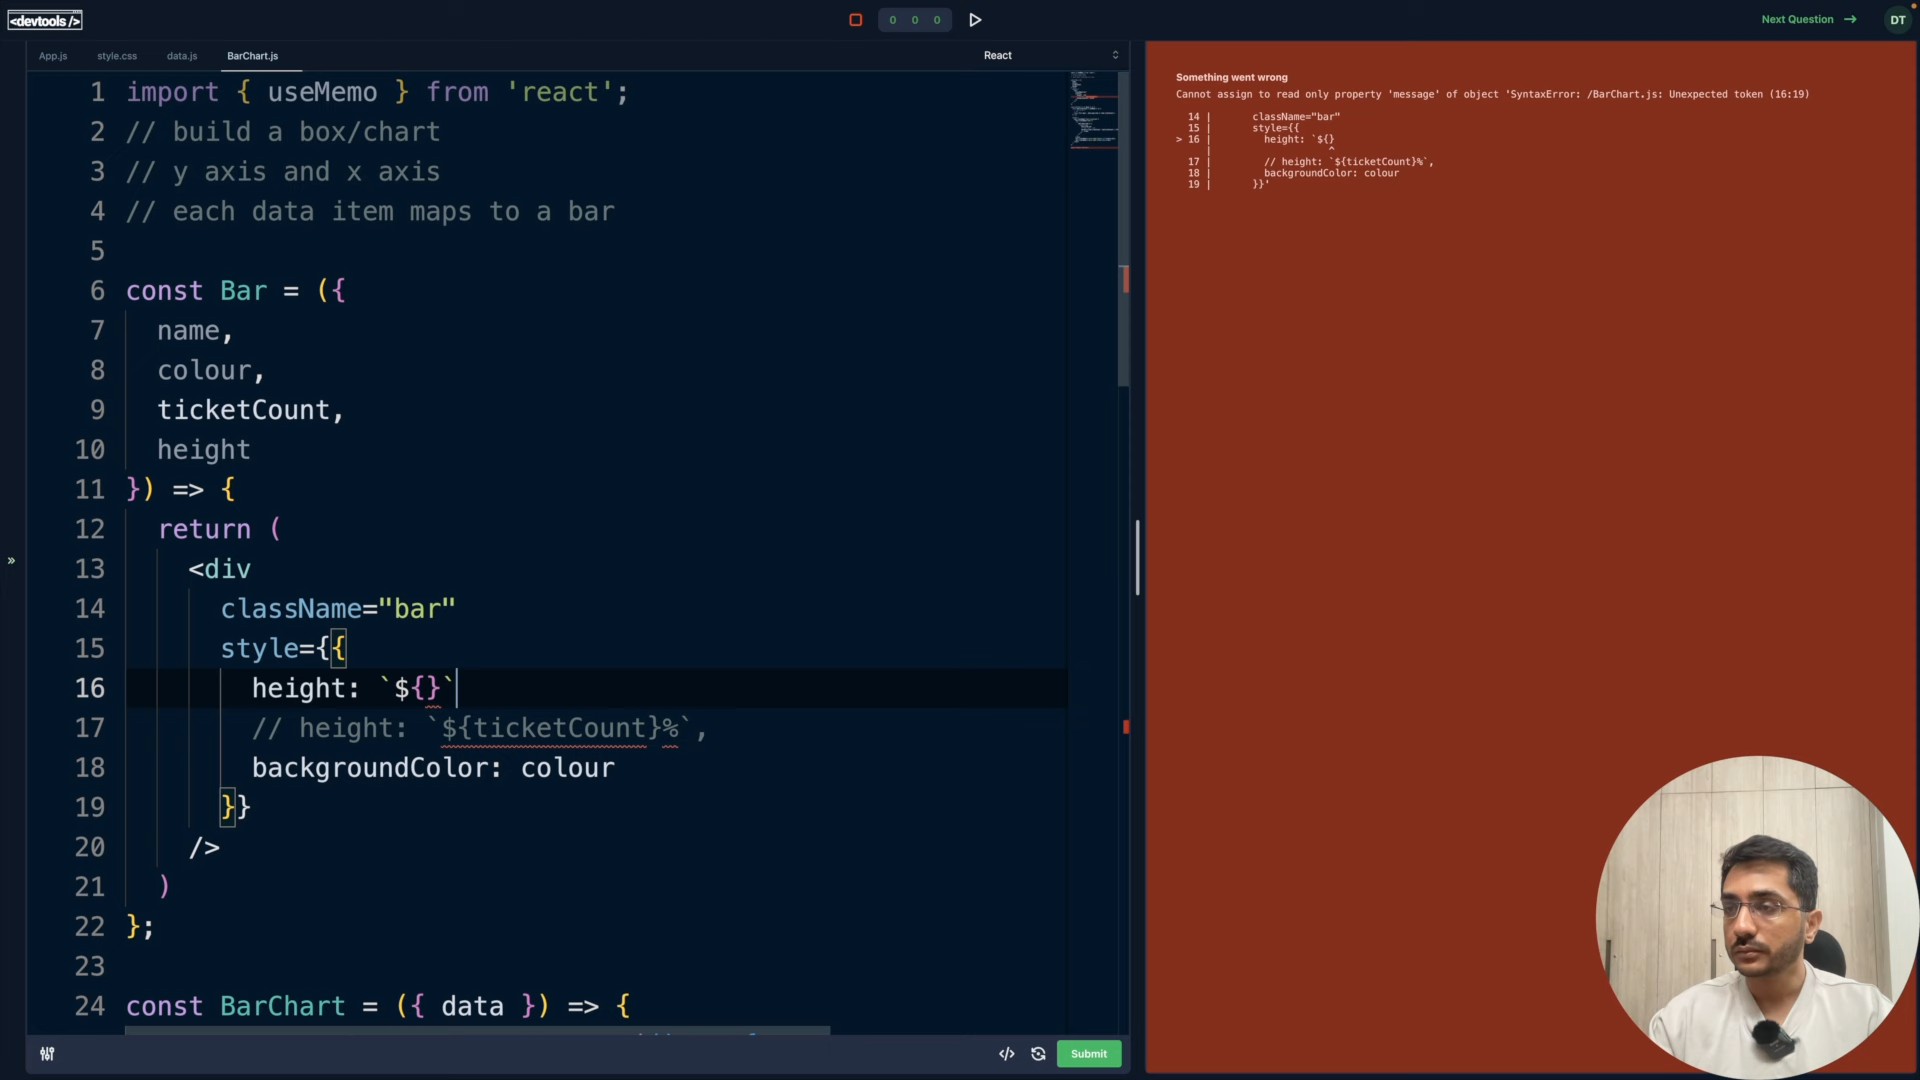 <devtools />
0 0 0
Next Question
DT
App.js
style.css
data.js
BarChart.js
React
1 import { useMemo } from 'react';
2 // build a box/chart
3 // y axis and x axis
4 // each data item maps to a bar
5
6 const Bar = ({
7 name,
8 colour,
9 ticketCount,
10 height
11 }) => {
12 return (
13 <div
14 className="bar"
15 style={{
16 height: `${}`
17 // height: `${ticketCount}%`,
18 backgroundColor: colour
19 }}
20 />
21 )
22 };
23
24 const BarChart = ({ data }) => {
</>
Submit
Something went wrong
Cannot assign to read only property 'message' of object 'SyntaxError: /BarChart.js: Unexpected token (16:19)
14 | className="bar"
15 | style={{
> 16 | height: `${}
| ^
17 | // height: `${ticketCount}%`,
18 | backgroundColor: colour
19 | }}'